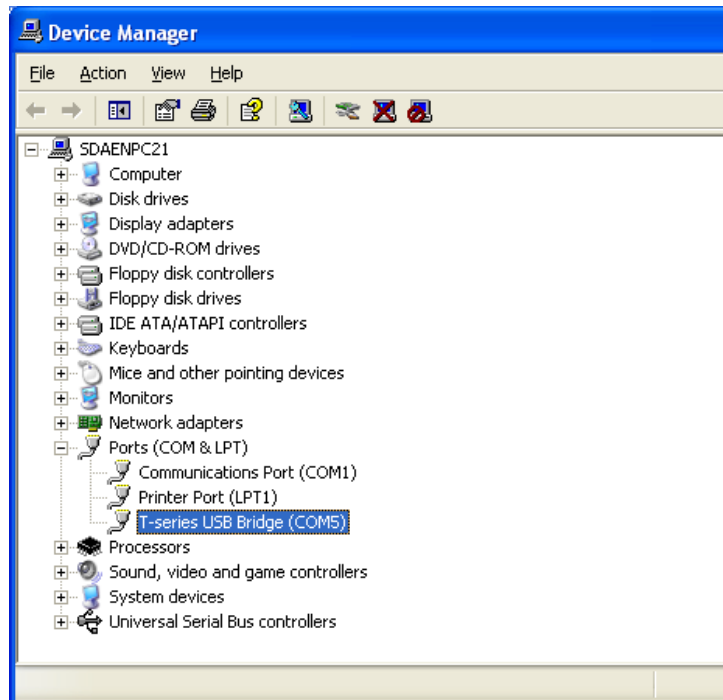 Device Manager
File Action View Help
SDAENPC21
Computer
Disk drives
Display adapters
DVD/CD-ROM drives
Floppy disk controllers
Floppy disk drives
IDE ATA/ATAPI controllers
Keyboards
Mice and other pointing devices
Monitors
Network adapters
Ports (COM & LPT)
Communications Port (COM1)
Printer Port (LPT1)
T-series USB Bridge (COM5)
Processors
Sound, video and game controllers
System devices
Universal Serial Bus controllers